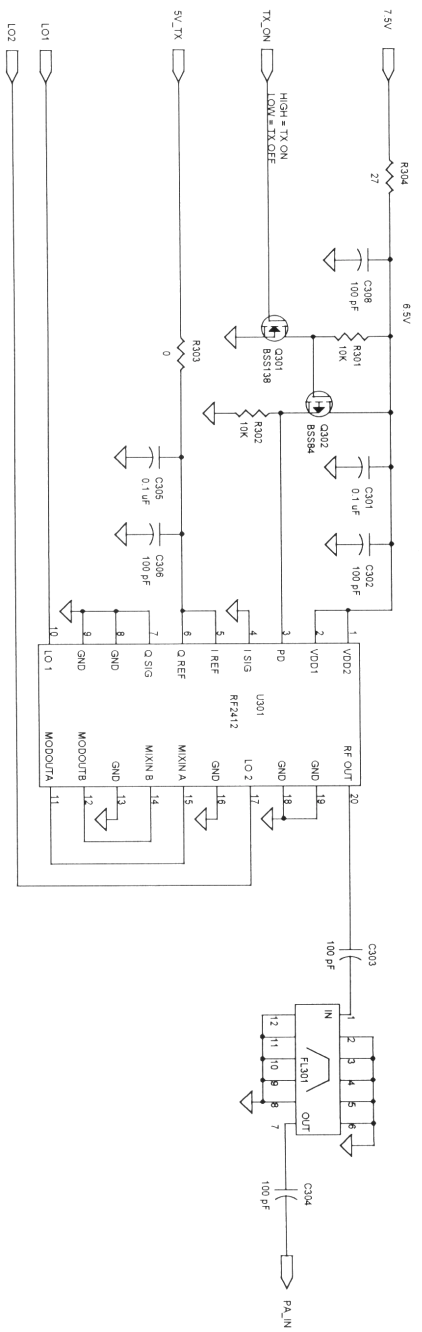 7.5V
R304
27
C308
100 pF
6.5V
R301
10K
C301
0.1 uF
C302
100 pF
TX_ON
HIGH = TX ON
LOW = TX OFF
Q301
BSS138
Q302
BSS84
R302
10K
5V_TX
R303
0
C305
0.1 uF
C306
100 pF
LO1
LO2
U301
RF2412
1
VDD2
2
VDD1
3
PD
4
I SIG
5
I REF
6
Q REF
7
Q SIG
8
GND
9
GND
10
LO 1
RF OUT
20
GND
19
GND
18
LO 2
17
GND
16
MIXIN A
15
MIXIN B
14
GND
13
MODOUTB
12
MODOUTA
11
C303
100 pF
IN
FL301
OUT
1
2
3
4
5
6
12
11
10
9
8
7
C304
100 pF
PA_IN